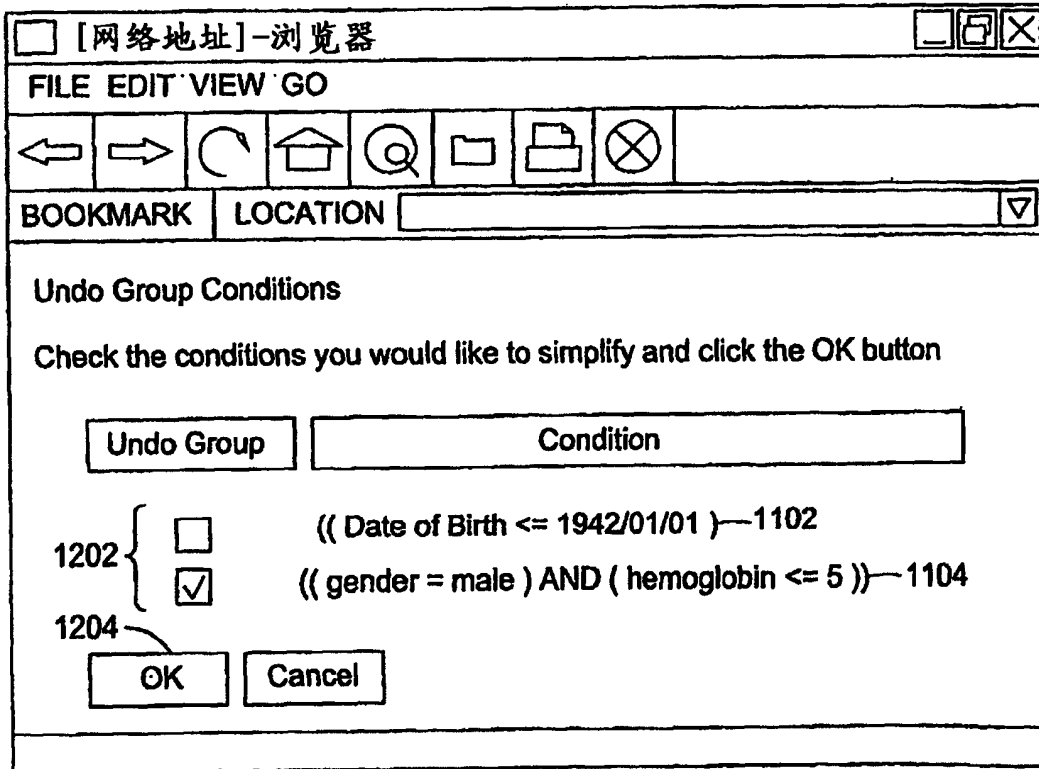 [网络地址]-浏览器
FILE EDIT VIEW GO
BOOKMARK LOCATION
Undo Group Conditions
Check the conditions you would like to simplify and click the OK button
Undo Group Condition
(( Date of Birth <= 1942/01/01 ) 1102
1202
(( gender = male ) AND ( hemoglobin <= 5 )) 1104
1204
OK Cancel